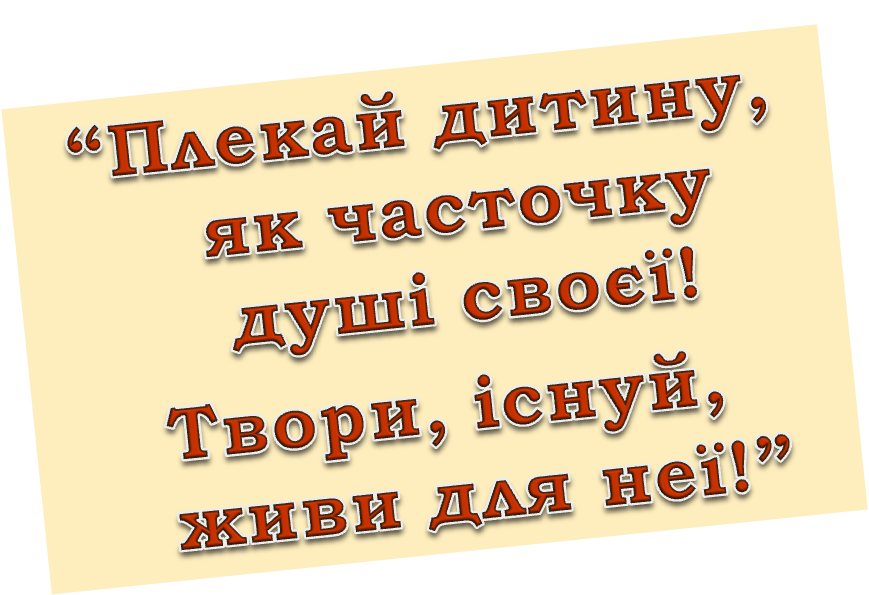 “Плекай дитину,
як часточку
душі своєї!
Твори, існуй,
живи для неї!”